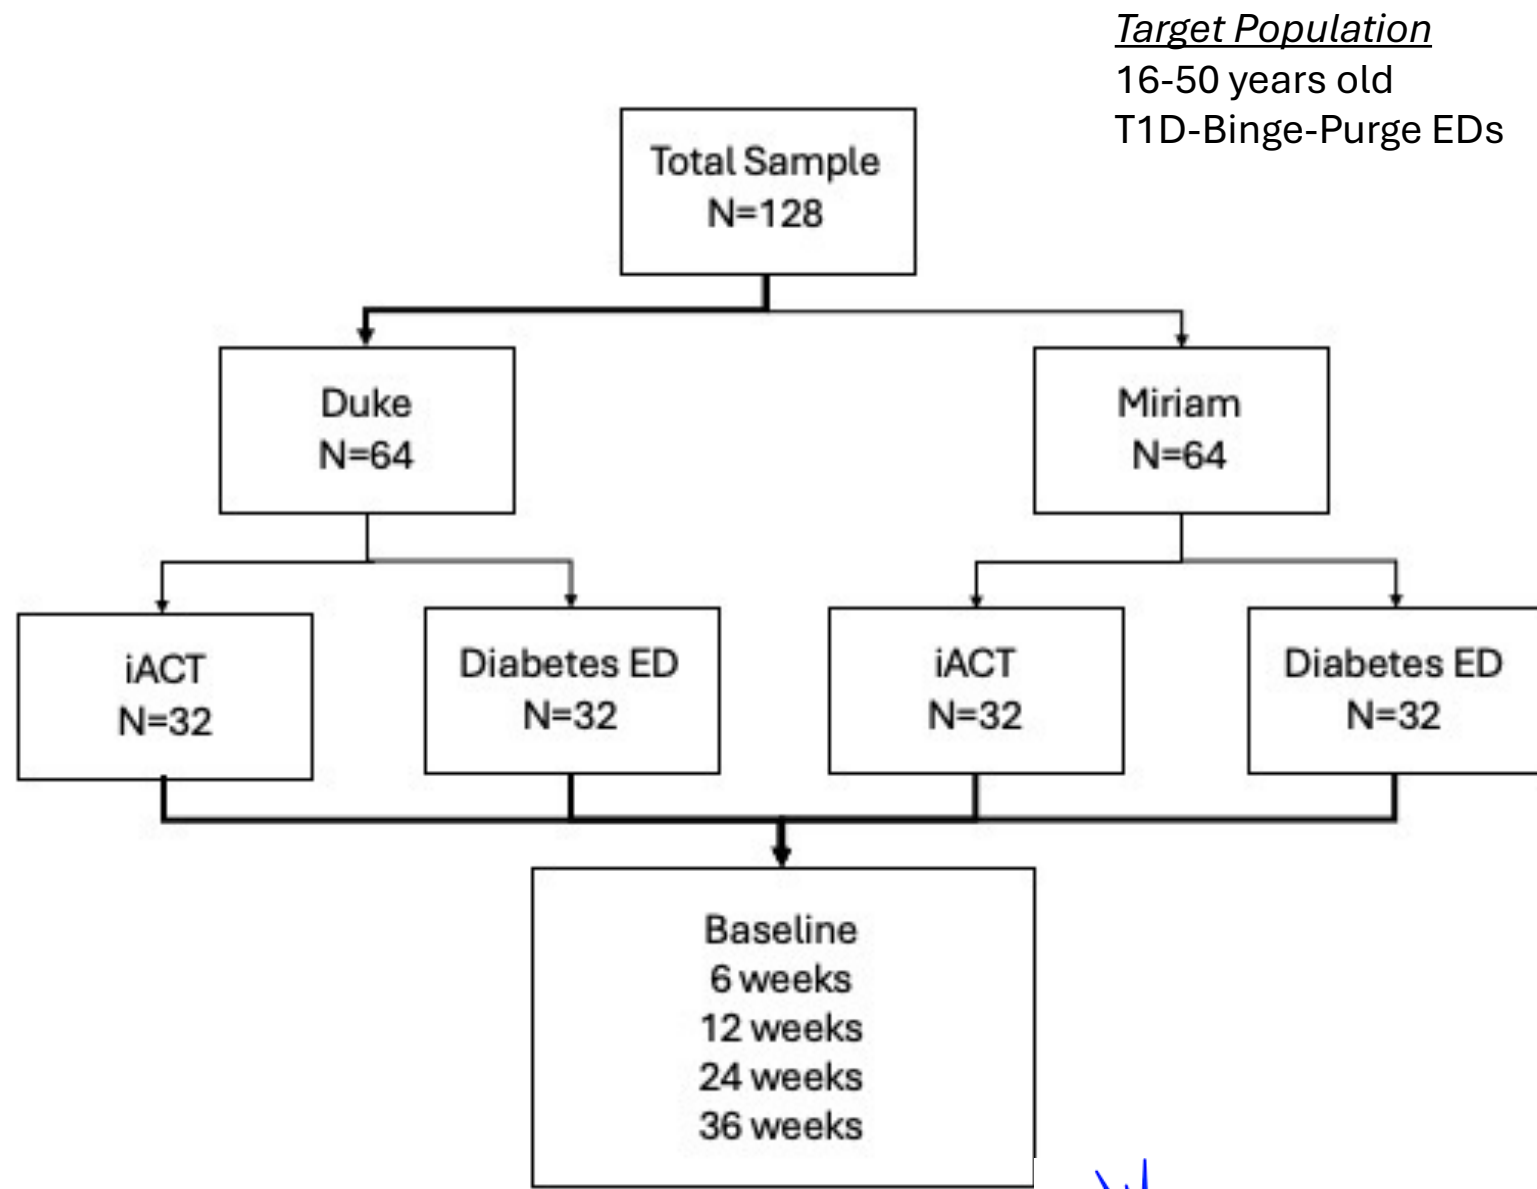 Target Population
16-50 years old
T1D-Binge-Purge EDs
Total Sample
N=128
Duke
N=64
Miriam
N=64
iACT
N=32
Diabetes ED
N=32
iACT
N=32
Diabetes ED
N=32
Baseline
6 weeks
12 weeks
24 weeks
36 weeks